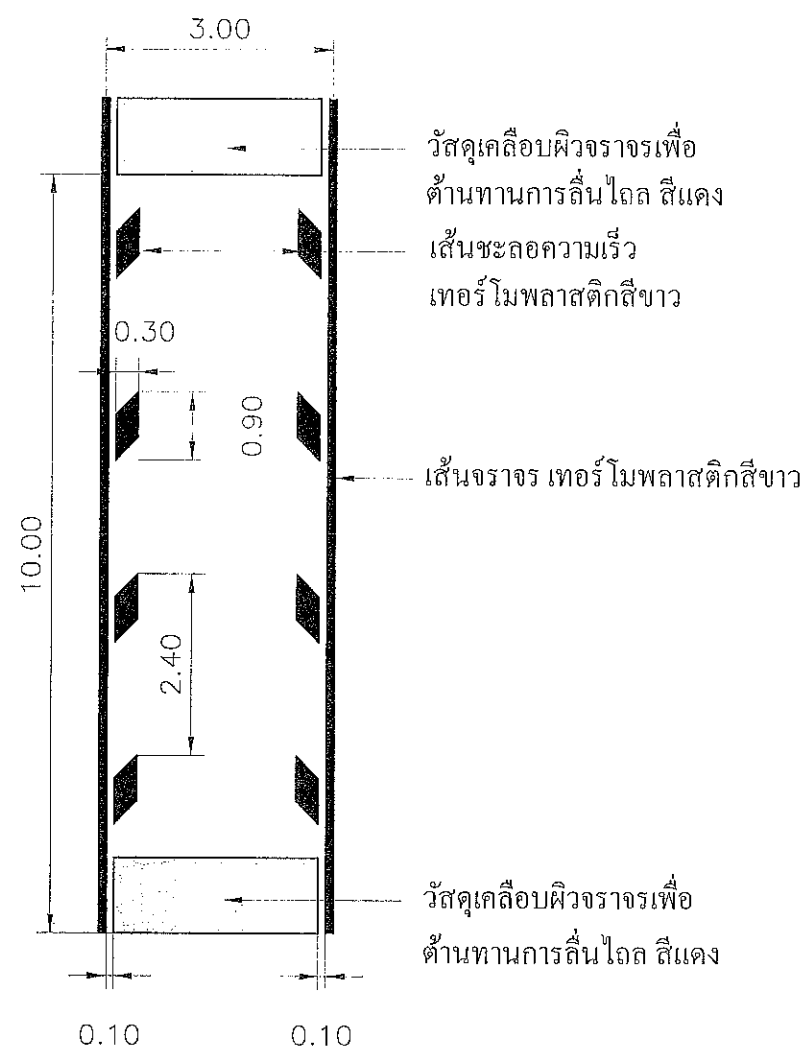 3.00
วัสดุเคลือบผิวจราจรเพื่อ
ต้านทานการลื่นไถล สีแดง
เส้นชะลอความเร็ว
เทอร์โมพลาสติกสีขาว
0.30
0.90
เส้นจราจร เทอร์โมพลาสติกสีขาว
10.00
2.40
วัสดุเคลือบผิวจราจรเพื่อ
ต้านทานการลื่นไถล สีแดง
0.10
0.10